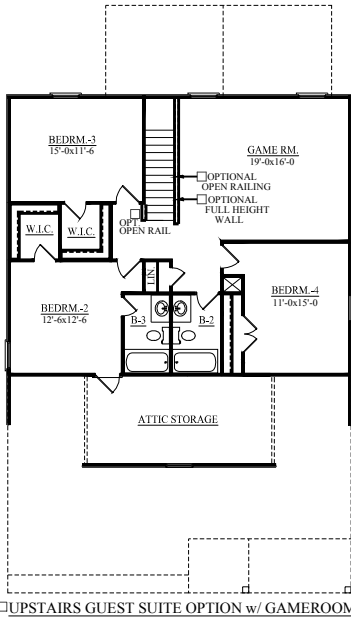 BEDRM.-3
15'-0x11'-6
GAME RM.
19'-0x16'-0
OPTIONAL
OPEN RAILING
OPTIONAL
FULL HEIGHT
WALL
OPT.
OPEN RAIL
W.I.C.
W.I.C.
LIN.
BEDRM.-2
12'-6x12'-6
BEDRM.-4
11'-0x15'-0
B-3
B-2
ATTIC STORAGE
UPSTAIRS GUEST SUITE OPTION w/ GAMEROOM